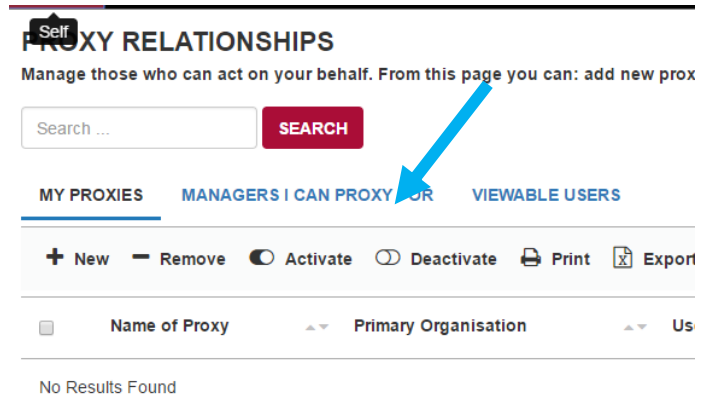 Self
PROXY RELATIONSHIPS
Manage those who can act on your behalf. From this page you can: add new prox
Search ...
SEARCH
MY PROXIES MANAGERS I CAN PROXY FOR VIEWABLE USERS
New Remove Activate Deactivate Print Export
Name of Proxy Primary Organisation Us
No Results Found